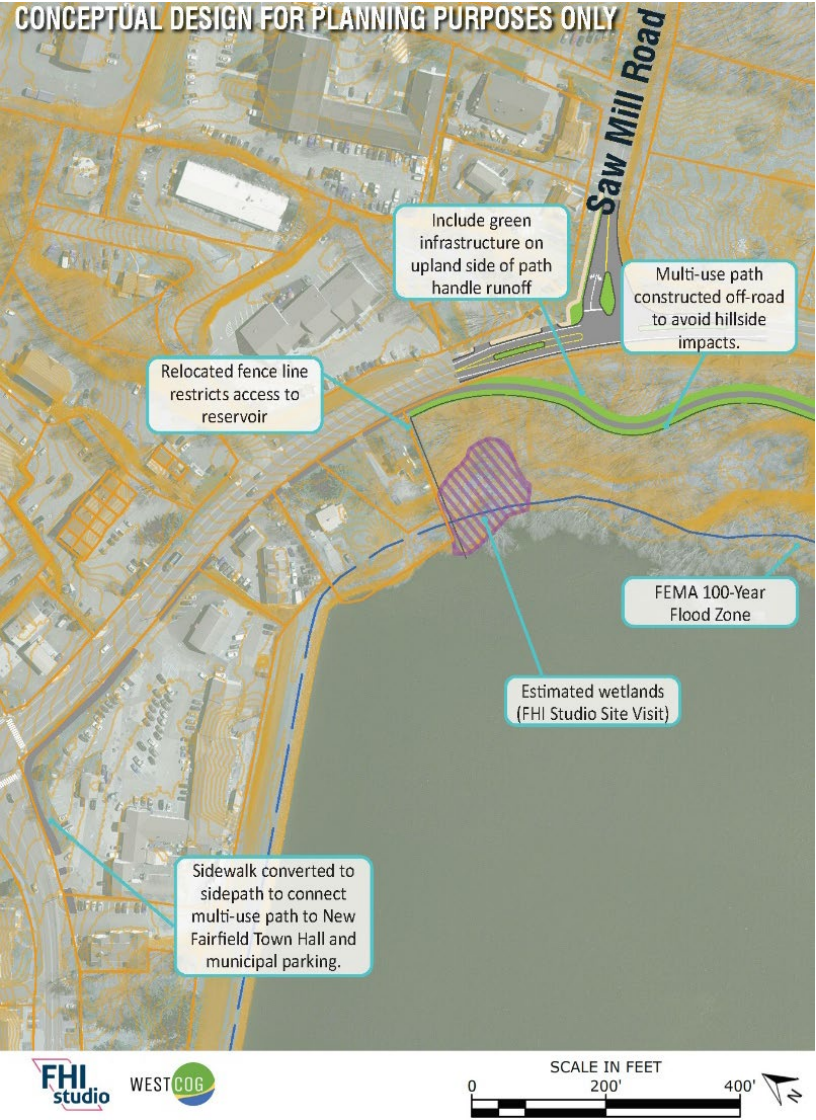 CONCEPTUAL DESIGN FOR PLANNING PURPOSES ONLY
Saw Mill Road
Include green
infrastructure on
upland side of path
handle runoff
Multi-use path
constructed off-road
to avoid hillside
impacts.
Relocated fence line
restricts access to
reservoir
FEMA 100-Year
Flood Zone
Estimated wetlands
(FHI Studio Site Visit)
Sidewalk converted to
sidepath to connect
multi-use path to New
Fairfield Town Hall and
municipal parking.
FHI
studio
WESTCOG
SCALE IN FEET
0 200' 400'
N